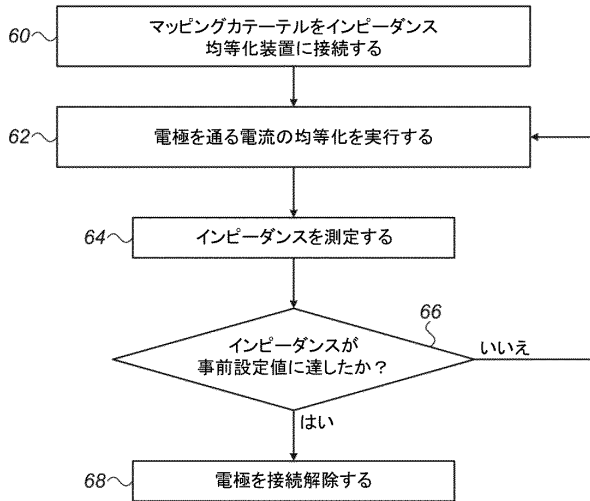 60
マッピングカテーテルをインピーダンス
均等化装置に接続する
62
電極を通る電流の均等化を実行する
64
インピーダンスを測定する
66
インピーダンスが
事前設定値に達したか？
いいえ
はい
68
電極を接続解除する